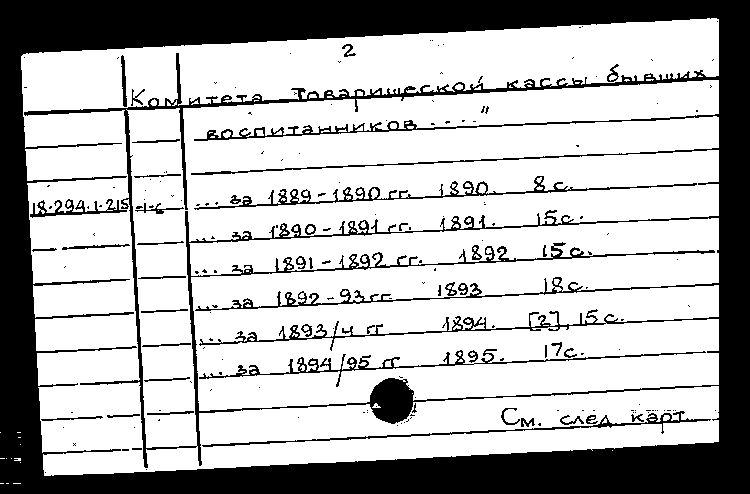 2
Комитета товарищеской кассы бывших
воспитанников . . . ."
18.294.1.215 -1-6 ... за 1889-1890 гг. 1890. 8 с.
... за 1890-1891 гг. 1891. 15 с.
... за 1891-1892 гг. 1892. 15 с.
... за 1892-93 гг 1893 18 с.
... за 1893/4 гг 1894. [2], 15 с.
... за 1894/95 гг 1895. 17 с.
См. след карт.